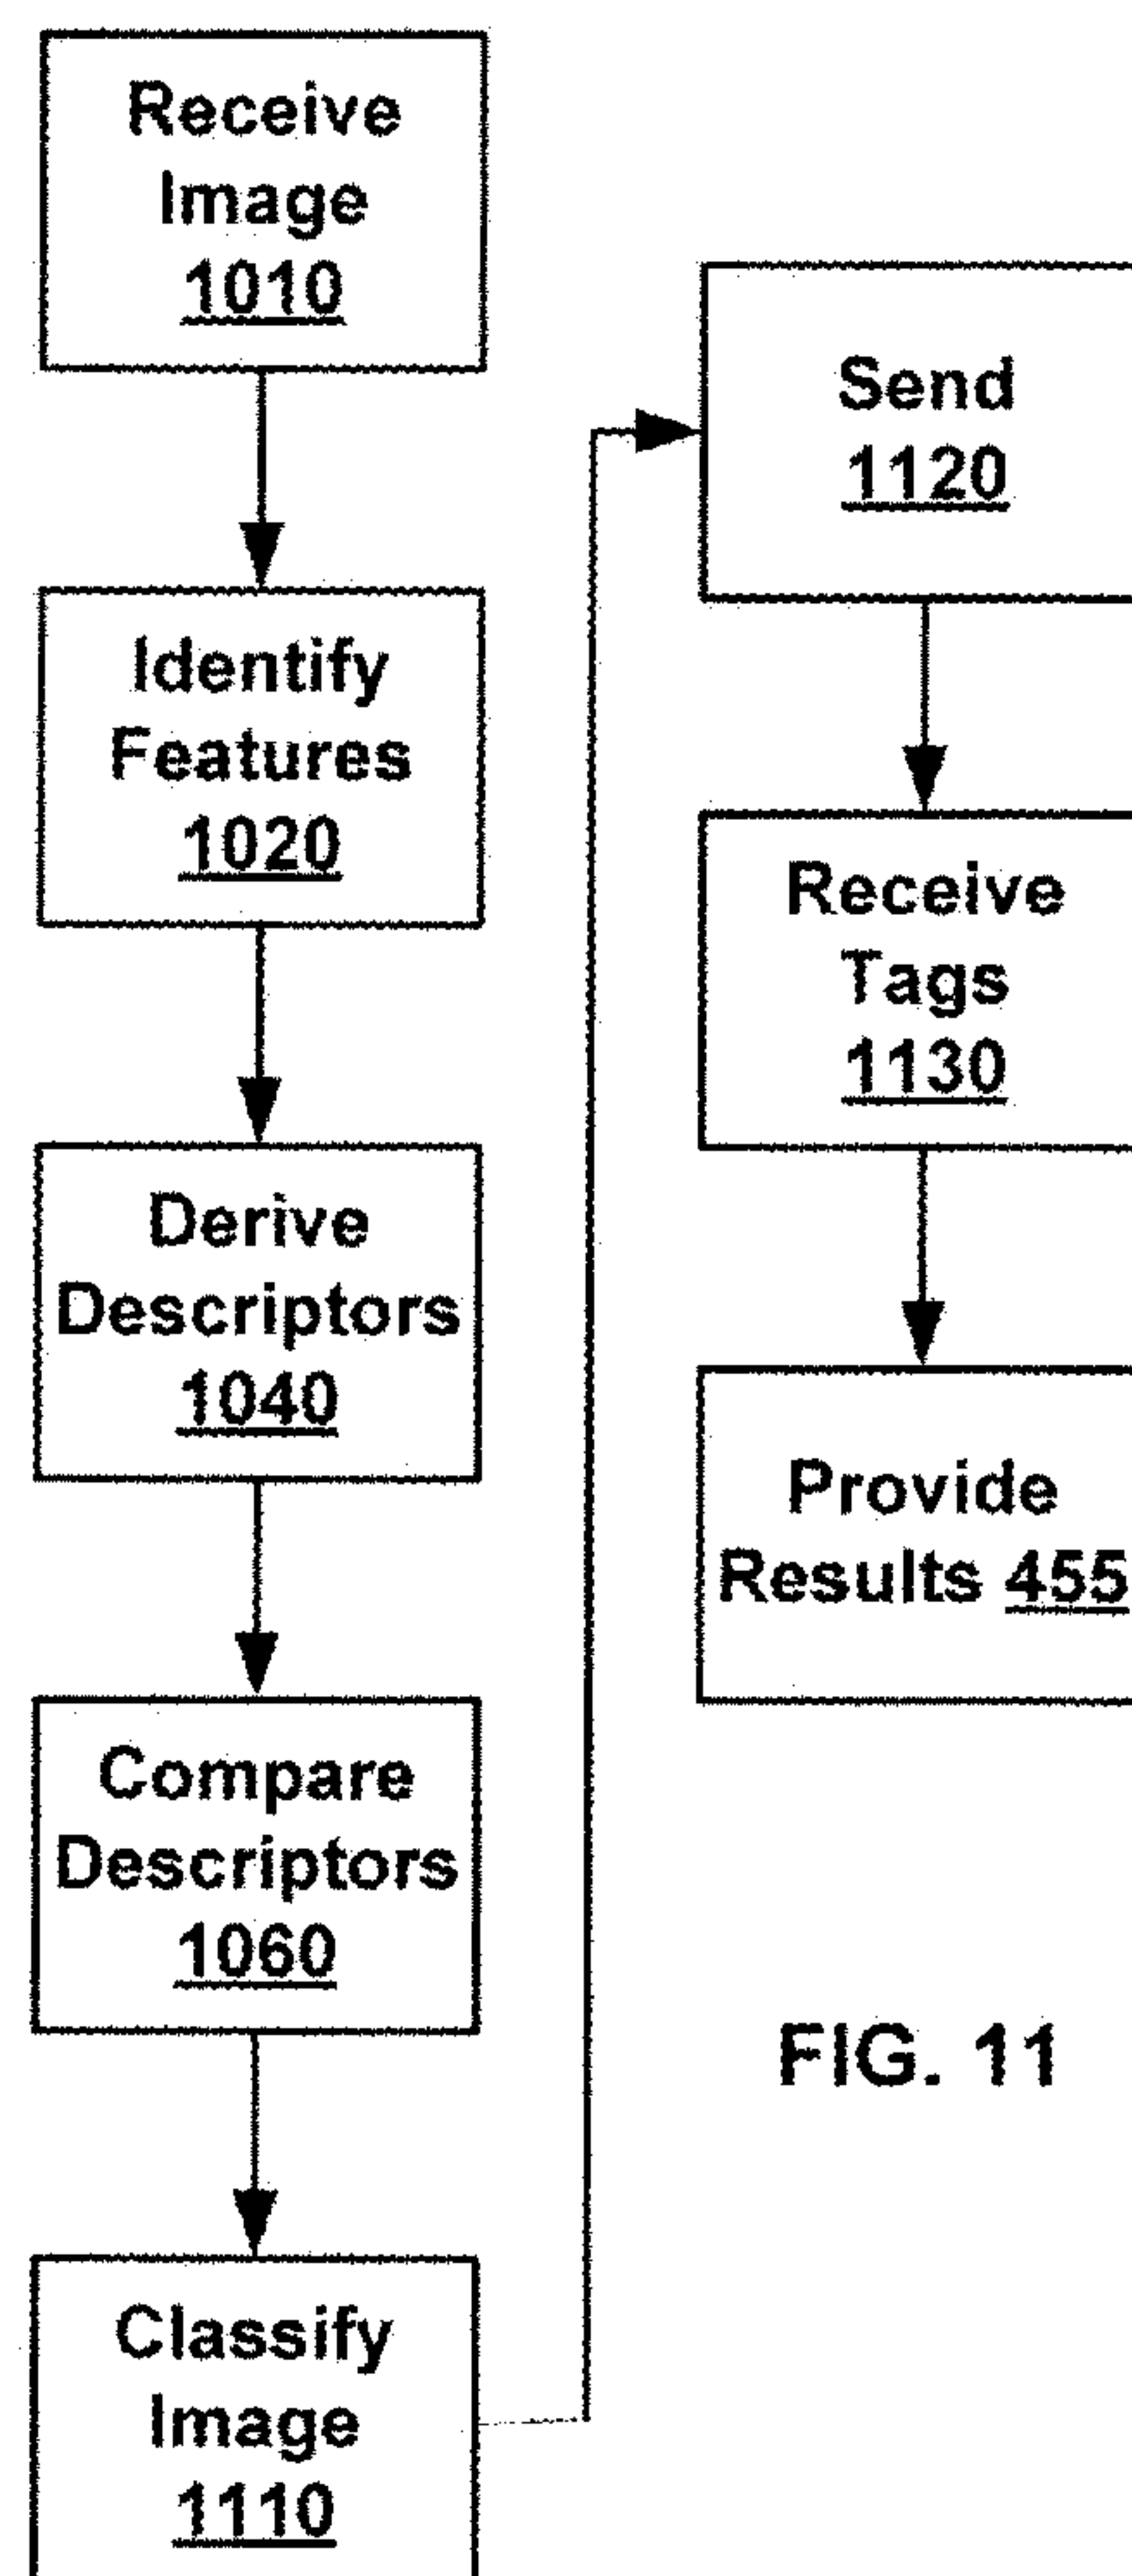 Receive
Image
1010
Identify
Features
1020
Derive
Descriptors
1040
Compare
Descriptors
1060
Classify
Image
1110
Send
1120
Receive
Tags
1130
Provide
Results 455
FIG. 11